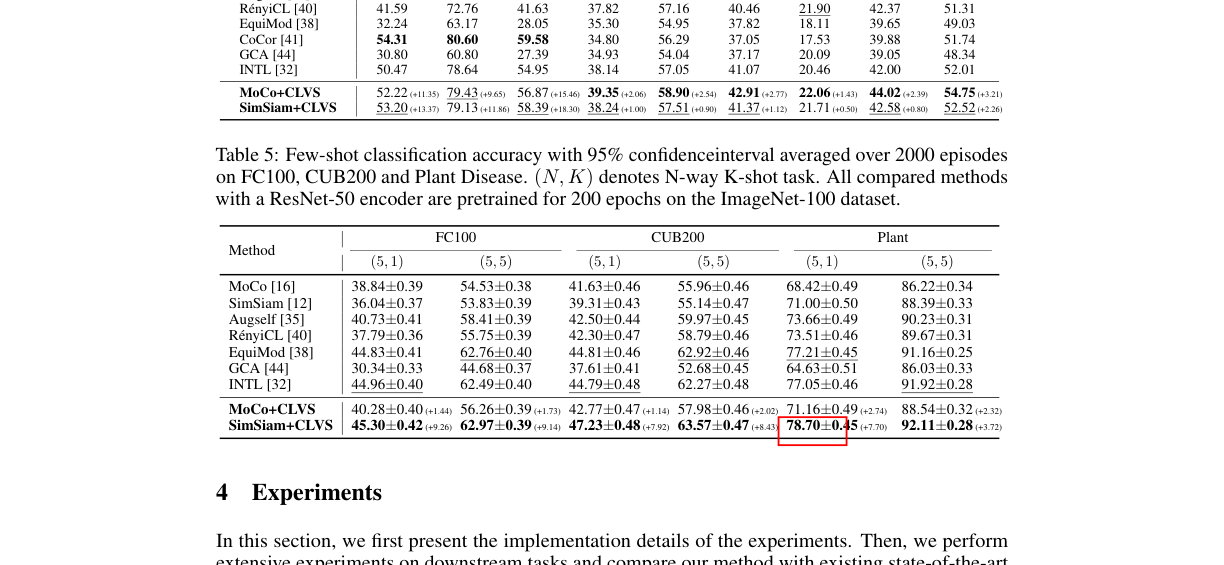 RényiCL [40] 41.59 72.76 41.63 37.82 57.16 40.46 21.90 42.37 51.31
EquiMod [38] 32.24 63.17 28.05 35.30 54.95 37.82 18.11 39.65 49.03
CoCor [41] 54.31 80.60 59.58 34.80 56.29 37.05 17.53 39.88 51.74
GCA [44] 30.80 60.80 27.39 34.93 54.04 37.17 20.09 39.05 48.34
INTL [32] 50.47 78.64 54.95 38.14 57.05 41.07 20.46 42.00 52.01
MoCo+CLVS 52.22 (+11.35) 79.43 (+9.65) 56.87 (+15.46) 39.35 (+2.06) 58.90 (+2.54) 42.91 (+2.77) 22.06 (+1.43) 44.02 (+2.39) 54.75 (+3.21)
SimSiam+CLVS 53.20 (+13.37) 79.13 (+11.86) 58.39 (+18.30) 38.24 (+1.00) 57.51 (+0.90) 41.37 (+1.12) 21.71 (+0.50) 42.58 (+0.80) 52.52 (+2.26)
Table 5: Few-shot classification accuracy with 95% confidenceinterval averaged over 2000 episodes
on FC100, CUB200 and Plant Disease. (N, K) denotes N-way K-shot task. All compared methods
with a ResNet-50 encoder are pretrained for 200 epochs on the ImageNet-100 dataset.
Method FC100 CUB200 Plant
(5, 1) (5, 5) (5, 1) (5, 5) (5, 1) (5, 5)
MoCo [16] 38.84±0.39 54.53±0.38 41.63±0.46 55.96±0.46 68.42±0.49 86.22±0.34
SimSiam [12] 36.04±0.37 53.83±0.39 39.31±0.43 55.14±0.47 71.00±0.50 88.39±0.33
Augself [35] 40.73±0.41 58.41±0.39 42.50±0.44 59.97±0.45 73.66±0.49 90.23±0.31
RényiCL [40] 37.79±0.36 55.75±0.39 42.30±0.47 58.79±0.46 73.51±0.46 89.67±0.31
EquiMod [38] 44.83±0.41 62.76±0.40 44.81±0.46 62.92±0.46 77.21±0.45 91.16±0.25
GCA [44] 30.34±0.33 44.68±0.37 37.61±0.41 52.68±0.45 64.63±0.51 86.03±0.33
INTL [32] 44.96±0.40 62.49±0.40 44.79±0.48 62.27±0.48 77.05±0.46 91.92±0.28
MoCo+CLVS 40.28±0.40 (+1.44) 56.26±0.39 (+1.73) 42.77±0.47 (+1.14) 57.98±0.46 (+2.02) 71.16±0.49 (+2.74) 88.54±0.32 (+2.32)
SimSiam+CLVS 45.30±0.42 (+9.26) 62.97±0.39 (+9.14) 47.23±0.48 (+7.92) 63.57±0.47 (+8.43) 78.70±0.45 (+7.70) 92.11±0.28 (+3.72)
4 Experiments
In this section, we first present the implementation details of the experiments. Then, we perform
extensive experiments on downstream tasks and compare our method with existing state-of-the-art